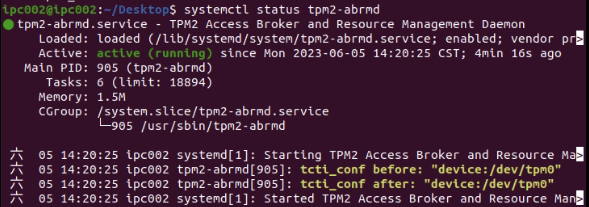 ipc002@ipc002:~/Desktop$ systemctl status tpm2-abrmd
● tpm2-abrmd.service - TPM2 Access Broker and Resource Management Daemon
Loaded: loaded (/lib/systemd/system/tpm2-abrmd.service; enabled; vendor pr>
Active: active (running) since Mon 2023-06-05 14:20:25 CST; 4min 16s ago
Main PID: 905 (tpm2-abrmd)
Tasks: 6 (limit: 18894)
Memory: 1.5M
CGroup: /system.slice/tpm2-abrmd.service
└─905 /usr/sbin/tpm2-abrmd
六 05 14:20:25 ipc002 systemd[1]: Starting TPM2 Access Broker and Resource Ma>
六 05 14:20:25 ipc002 tpm2-abrmd[905]: tcti_conf before: "device:/dev/tpm0"
六 05 14:20:25 ipc002 tpm2-abrmd[905]: tcti_conf after: "device:/dev/tpm0"
六 05 14:20:25 ipc002 systemd[1]: Started TPM2 Access Broker and Resource Man>